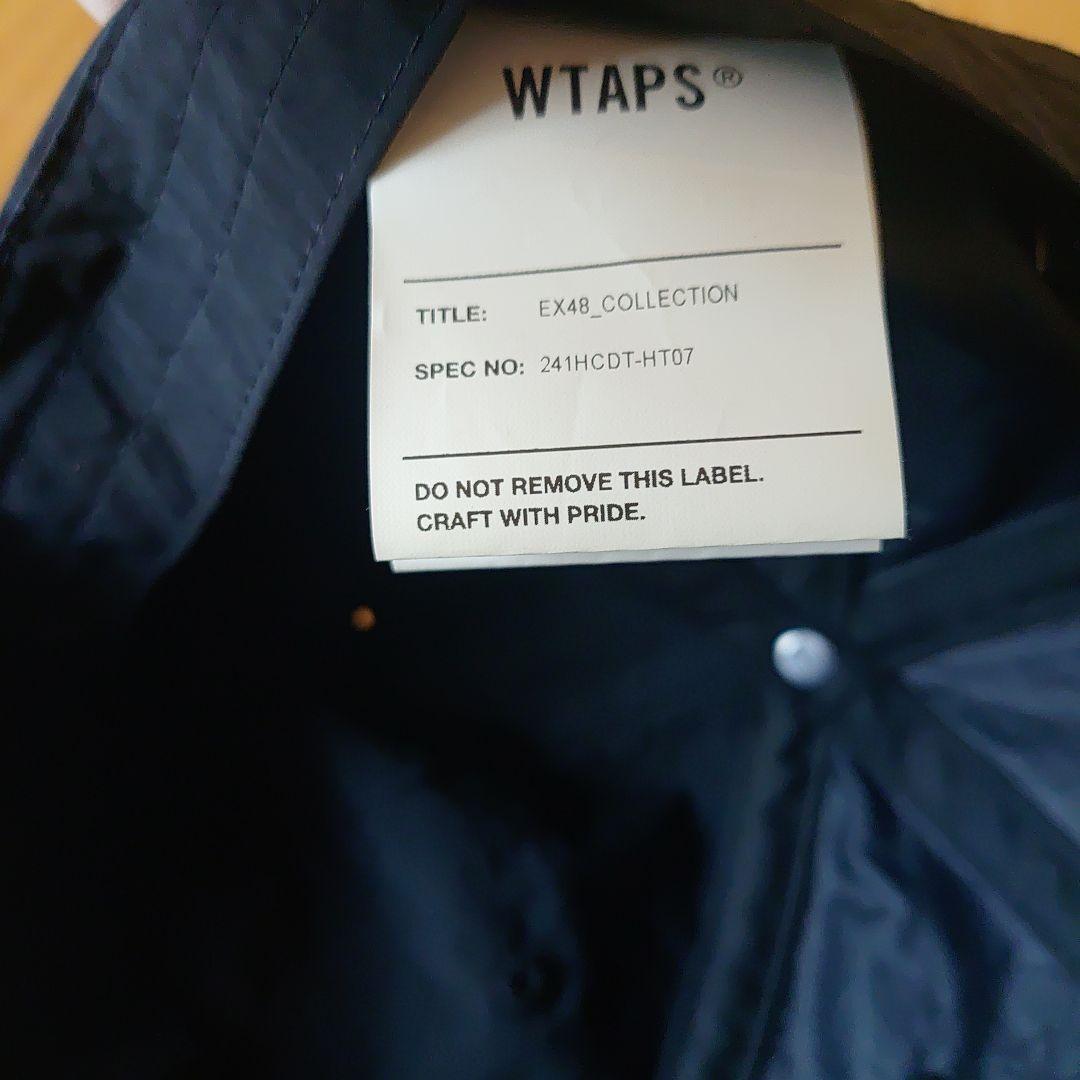 WTAPS®
TITLE: EX48_COLLECTION
SPEC NO: 241HCDT-HT07
DO NOT REMOVE THIS LABEL.
CRAFT WITH PRIDE.